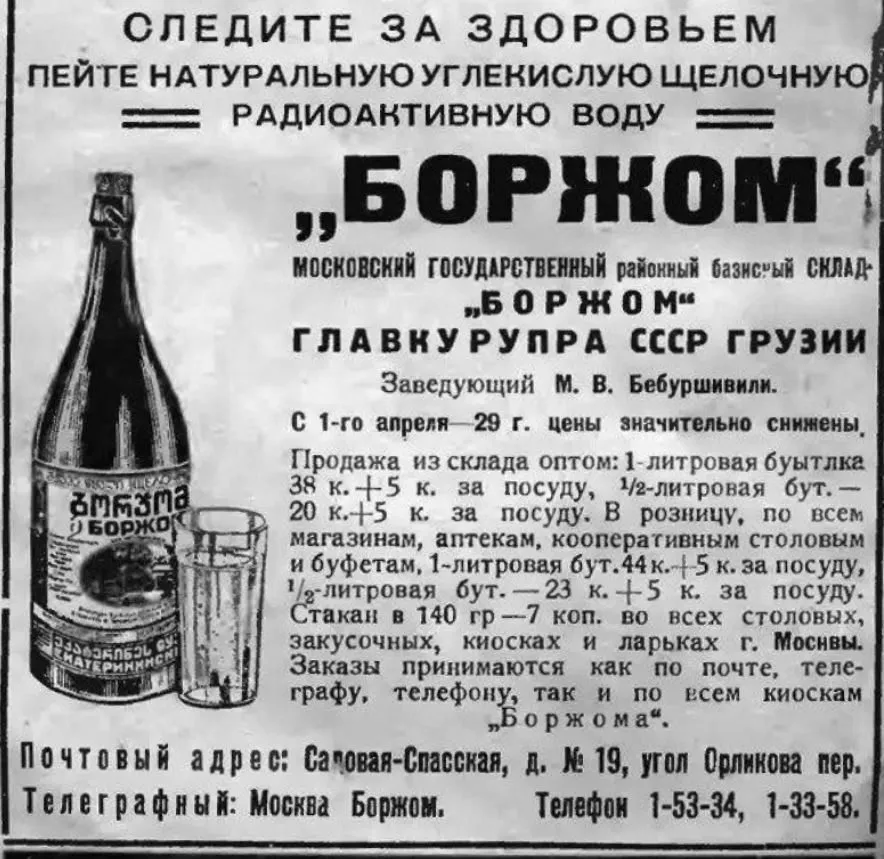 СЛЕДИТЕ ЗА ЗДОРОВЬЕМ
ПЕЙТЕ НАТУРАЛЬНУЮ УГЛЕКИСЛУЮ ЩЕЛОЧНУЮ
РАДИОАКТИВНУЮ ВОДУ
„БОРЖОМ“
МОСКОВСКИЙ ГОСУДАРСТВЕННЫЙ районный базисный СКЛАД-
„БОРЖОМ“
ГЛАВКУРУПРА СССР ГРУЗИИ
Заведующий М. В. Бебуршивили.
С 1-го апреля—29 г. цены значительно снижены.
Продажа из склада оптом: 1-литровая буытлка
38 к.+5 к. за посуду, 1/2-литровая бут.—
20 к.+5 к. за посуду. В розницу, по всем
магазинам, аптекам, кооперативным столовым
и буфетам, 1-литровая бут. 44 к.+5 к. за посуду,
1/2-литровая бут.—23 к.+5 к. за посуду.
Стакан в 140 гр—7 коп. во всех столовых,
закусочных, киосках и ларьках г. Мосивы.
Заказы принимаются как по почте, теле-
графу, телефону, так и по всем киоскам
„Боржома“.
ბორჯომ
БОРЖОМ
Почтовый адрес: Садовая-Спасская, д. № 19, угол Орликова пер.
Телеграфный: Москва Боржом. Телефон 1-53-34, 1-33-58.